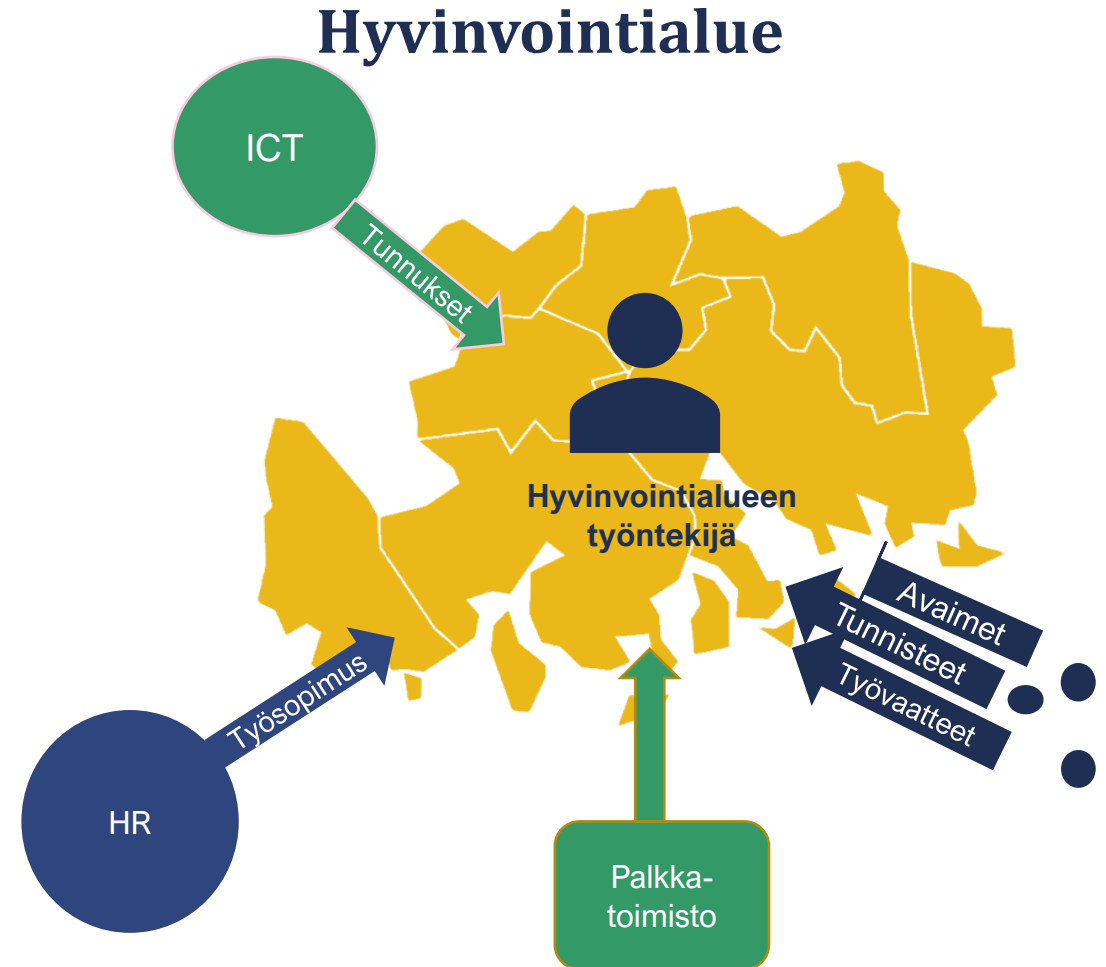 Hyvinvointialue
ICT
Tunnukset
Hyvinvointialueen
työntekijä
Avaimet
Tunnisteet
Työvaatteet
Työsopimus
HR
Palkka-
toimisto